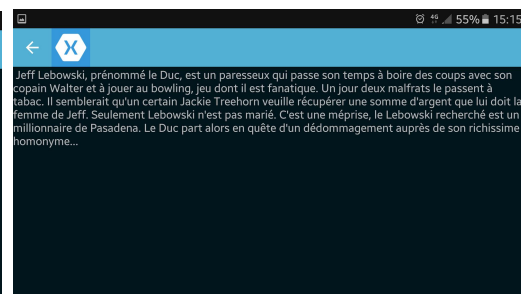 4G 55% 15:15
Jeff Lebowski, prénommé le Duc, est un paresseux qui passe son temps à boire des coups avec son
copain Walter et à jouer au bowling, jeu dont il est fanatique. Un jour deux malfrats le passent à
tabac. Il semblerait qu'un certain Jackie Treehorn veuille récupérer une somme d'argent que lui doit la
femme de Jeff. Seulement Lebowski n'est pas marié. C'est une méprise, le Lebowski recherché est un
millionnaire de Pasadena. Le Duc part alors en quête d'un dédommagement auprès de son richissime
homonyme...